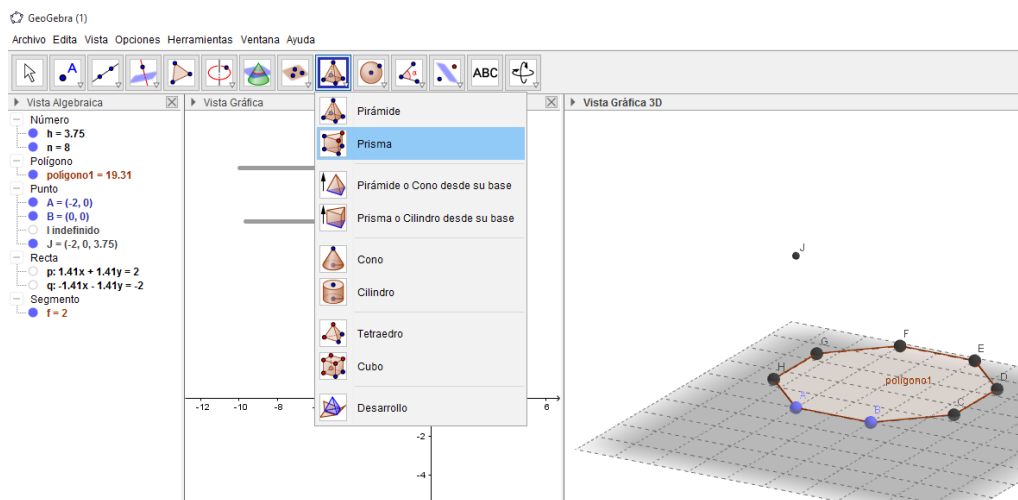 GeoGebra (1)
Archivo Edita Vista Opciones Herramientas Ventana Ayuda
A
α
ABC
Vista Algebraica
Número
h = 3.75
n = 8
Polígono
polígono1 = 19.31
Punto
A = (-2, 0)
B = (0, 0)
I indefinido
J = (-2, 0, 3.75)
Recta
p: 1.41x + 1.41y = 2
q: -1.41x - 1.41y = -2
Segmento
f = 2
Vista Gráfica
Pirámide
Prisma
Pirámide o Cono desde su base
Prisma o Cilindro desde su base
Cono
Cilindro
Tetraedro
Cubo
Desarrollo
-12 -10 -8 6
-2
-4
Vista Gráfica 3D
J
F
G
E
H
polígono1
D
A
C
B